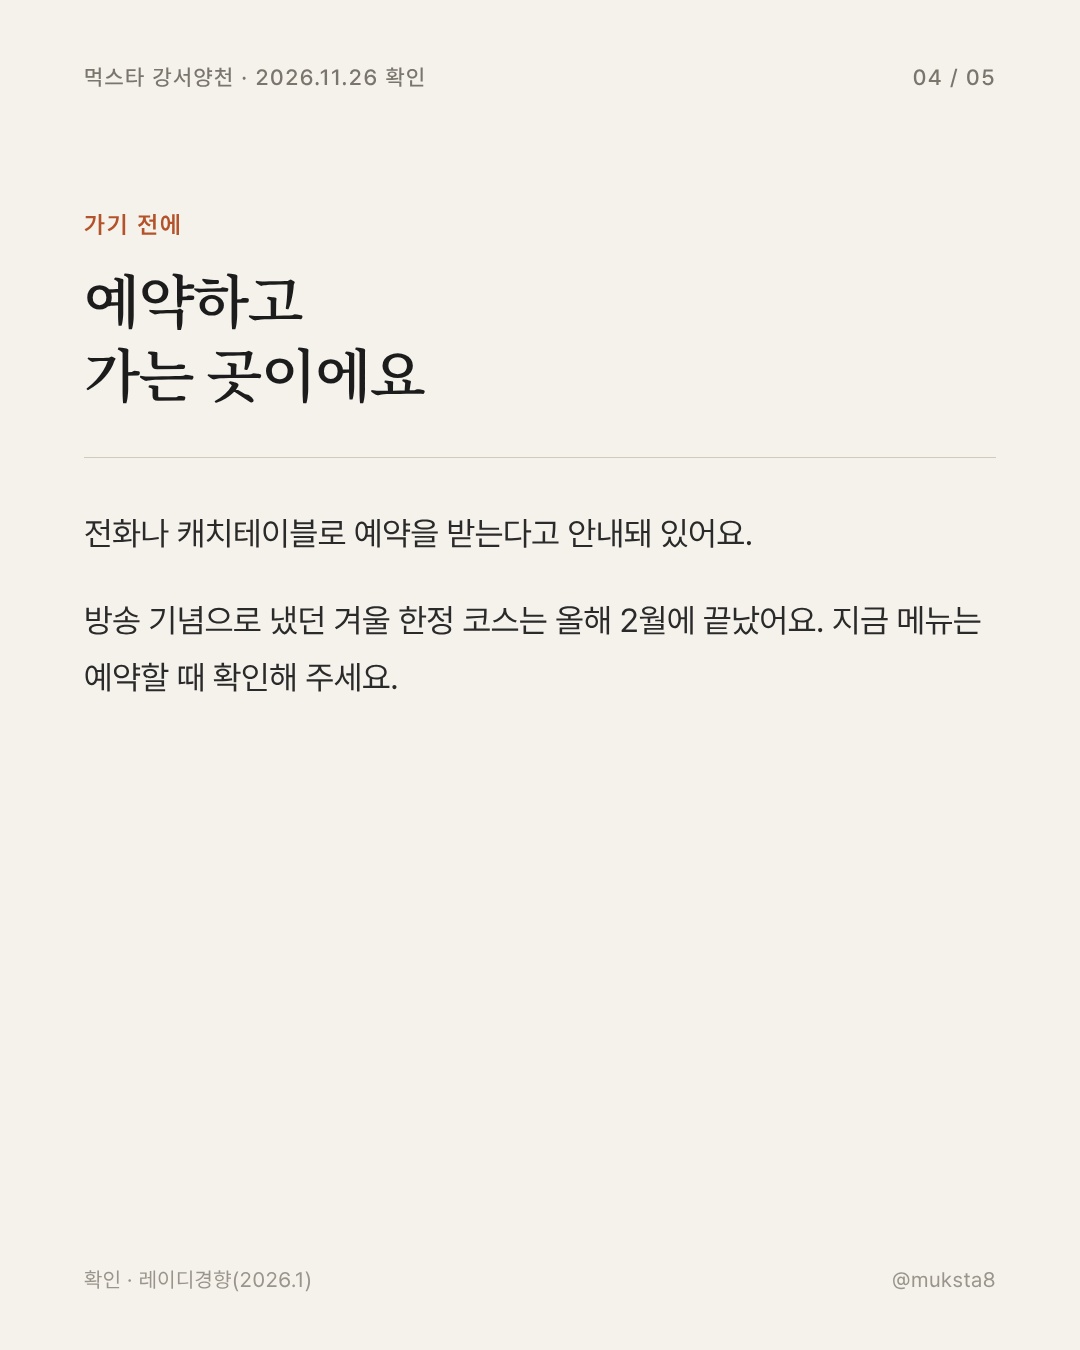 먹스타 강서양천 · 2026.11.26 확인
04 / 05
가기 전에
예약하고
가는 곳이에요
전화나 캐치테이블로 예약을 받는다고 안내돼 있어요.
방송 기념으로 냈던 겨울 한정 코스는 올해 2월에 끝났어요. 지금 메뉴는
예약할 때 확인해 주세요.
확인 · 레이디경향(2026.1)
@muksta8